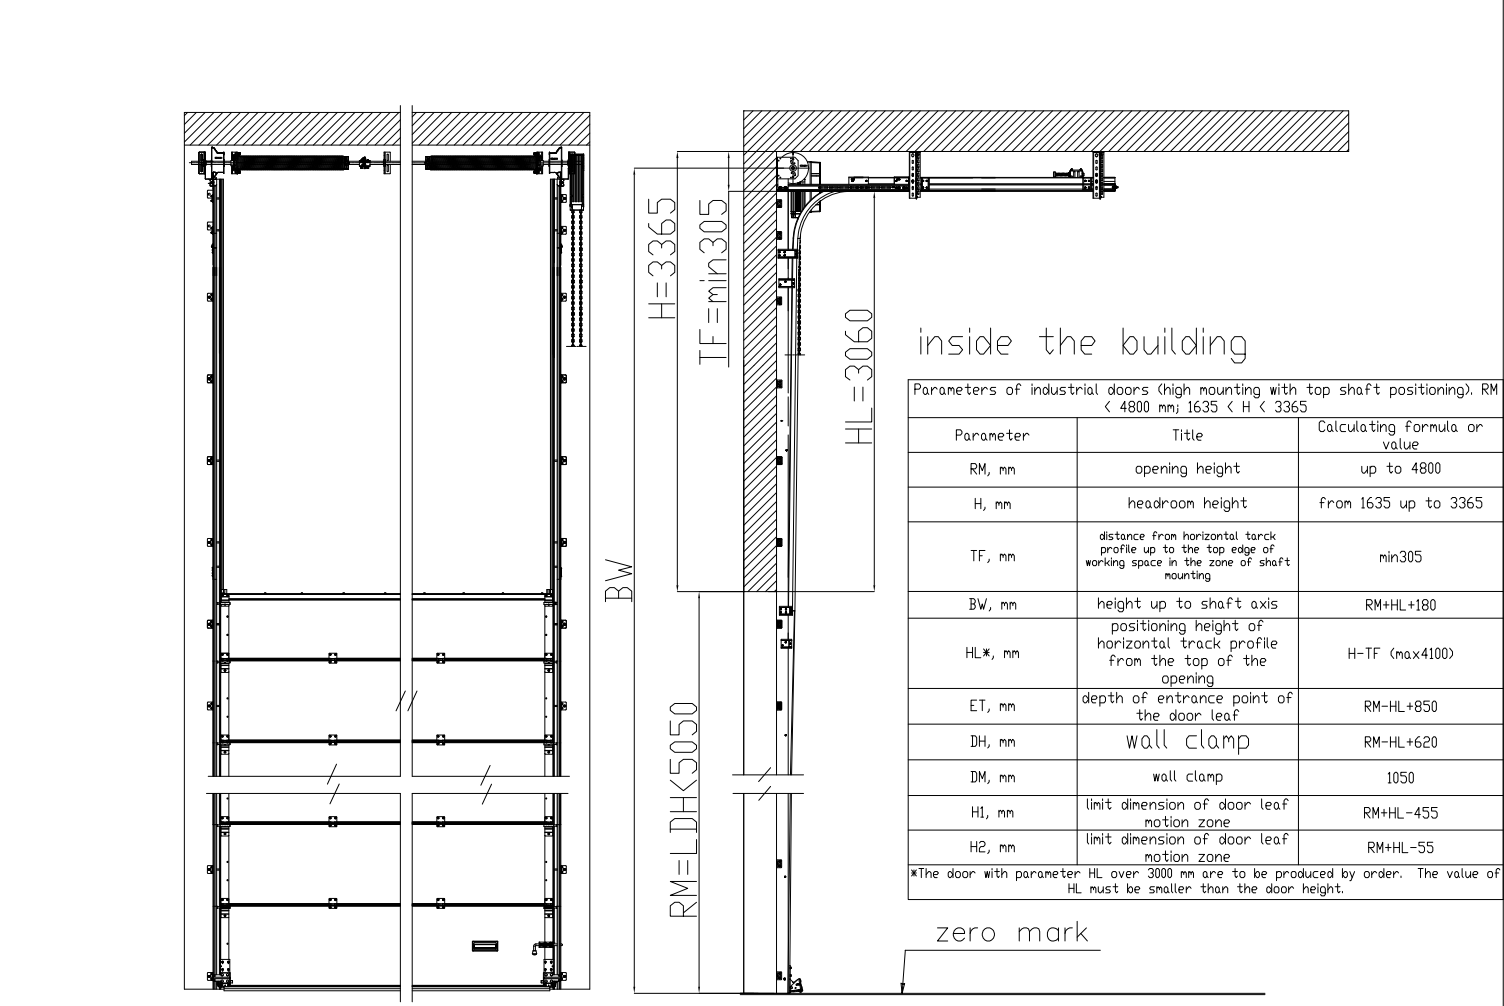 H=3365
TF=min305
HL=3060
BW
RM=LDH<5050
inside the building
Parameters of industrial doors (high mounting with top shaft positioning). RM
< 4800 mm; 1635 < H < 3365
Parameter
Title
Calculating formula or
value
RM, mm
opening height
up to 4800
H, mm
headroom height
from 1635 up to 3365
TF, mm
distance from horizontal tarck
profile up to the top edge of
working space in the zone of shaft
mounting
min305
BW, mm
height up to shaft axis
RM+HL+180
HL*, mm
positioning height of
horizontal track profile
from the top of the
opening
H-TF (max4100)
ET, mm
depth of entrance point of
the door leaf
RM-HL+850
DH, mm
wall clamp
RM-HL+620
DM, mm
wall clamp
1050
H1, mm
limit dimension of door leaf
motion zone
RM+HL-455
H2, mm
limit dimension of door leaf
motion zone
RM+HL-55
*The door with parameter HL over 3000 mm are to be produced by order. The value of
HL must be smaller than the door height.
zero mark